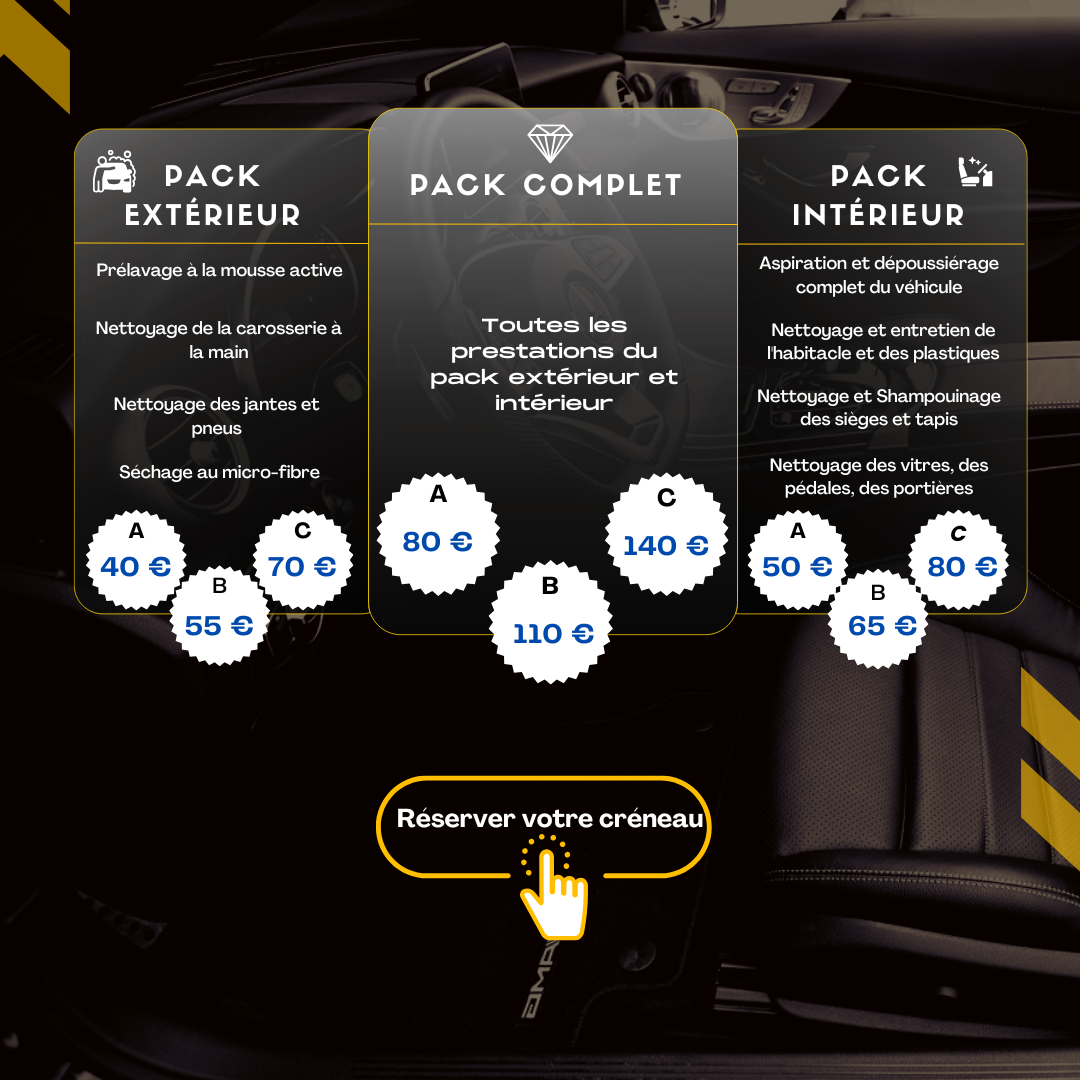 PACK
EXTÉRIEUR
Prélavage à la mousse active
Nettoyage de la carosserie à
la main
Nettoyage des jantes et
pneus
Séchage au micro-fibre
A
40 €
B
55 €
C
70 €
PACK COMPLET
Toutes les
prestations du
pack extérieur et
intérieur
A
80 €
B
110 €
C
140 €
PACK
INTÉRIEUR
Aspiration et dépoussiérage
complet du véhicule
Nettoyage et entretien de
l'habitacle et des plastiques
Nettoyage et Shampouinage
des sièges et tapis
Nettoyage des vitres, des
pédales, des portières
A
50 €
B
65 €
C
80 €
Réserver votre créneau